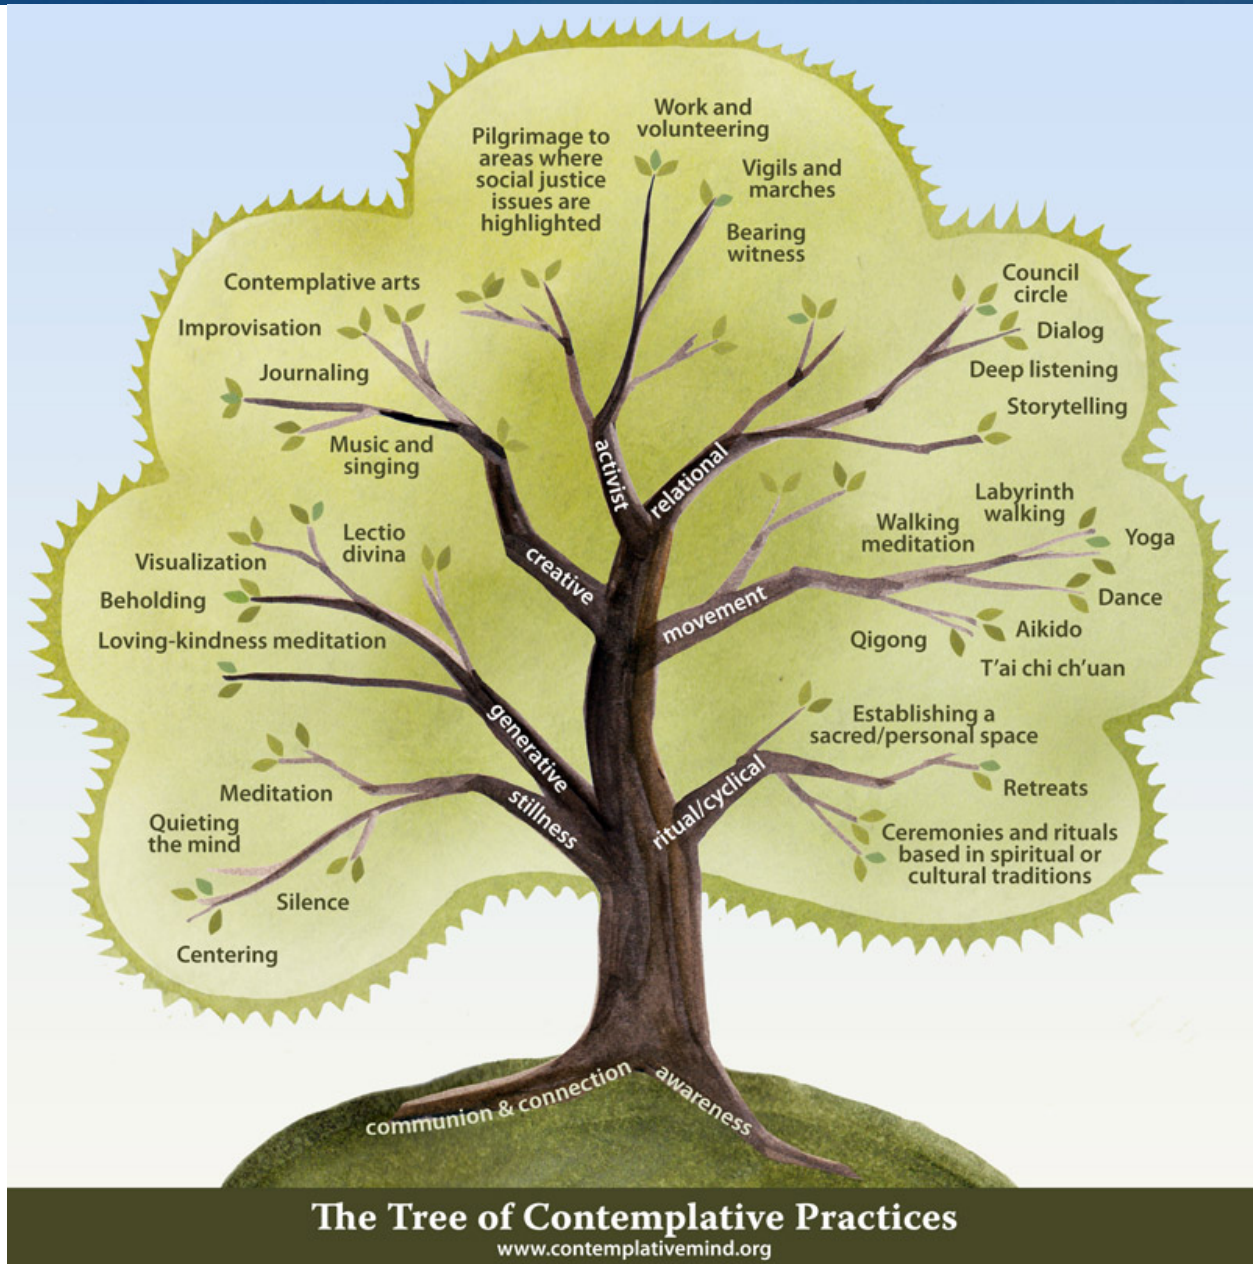 Work and
volunteering
Pilgrimage to
areas where
social justice
issues are
highlighted
Vigils and
marches
Bearing
witness
Contemplative arts
Improvisation
Journaling
Music and
singing
Council
circle
Dialog
Deep listening
Storytelling
activist
relational
Lectio
divina
Visualization
Beholding
Loving-kindness meditation
creative
movement
Labyrinth
walking
Walking
meditation
Yoga
Dance
Aikido
Qigong
T'ai chi ch'uan
generative
stillness
ritual/cyclical
Meditation
Quieting
the mind
Silence
Centering
Establishing a
sacred/personal space
Retreats
Ceremonies and rituals
based in spiritual or
cultural traditions
communion & connection
awareness
The Tree of Contemplative Practices
www.contemplativemind.org